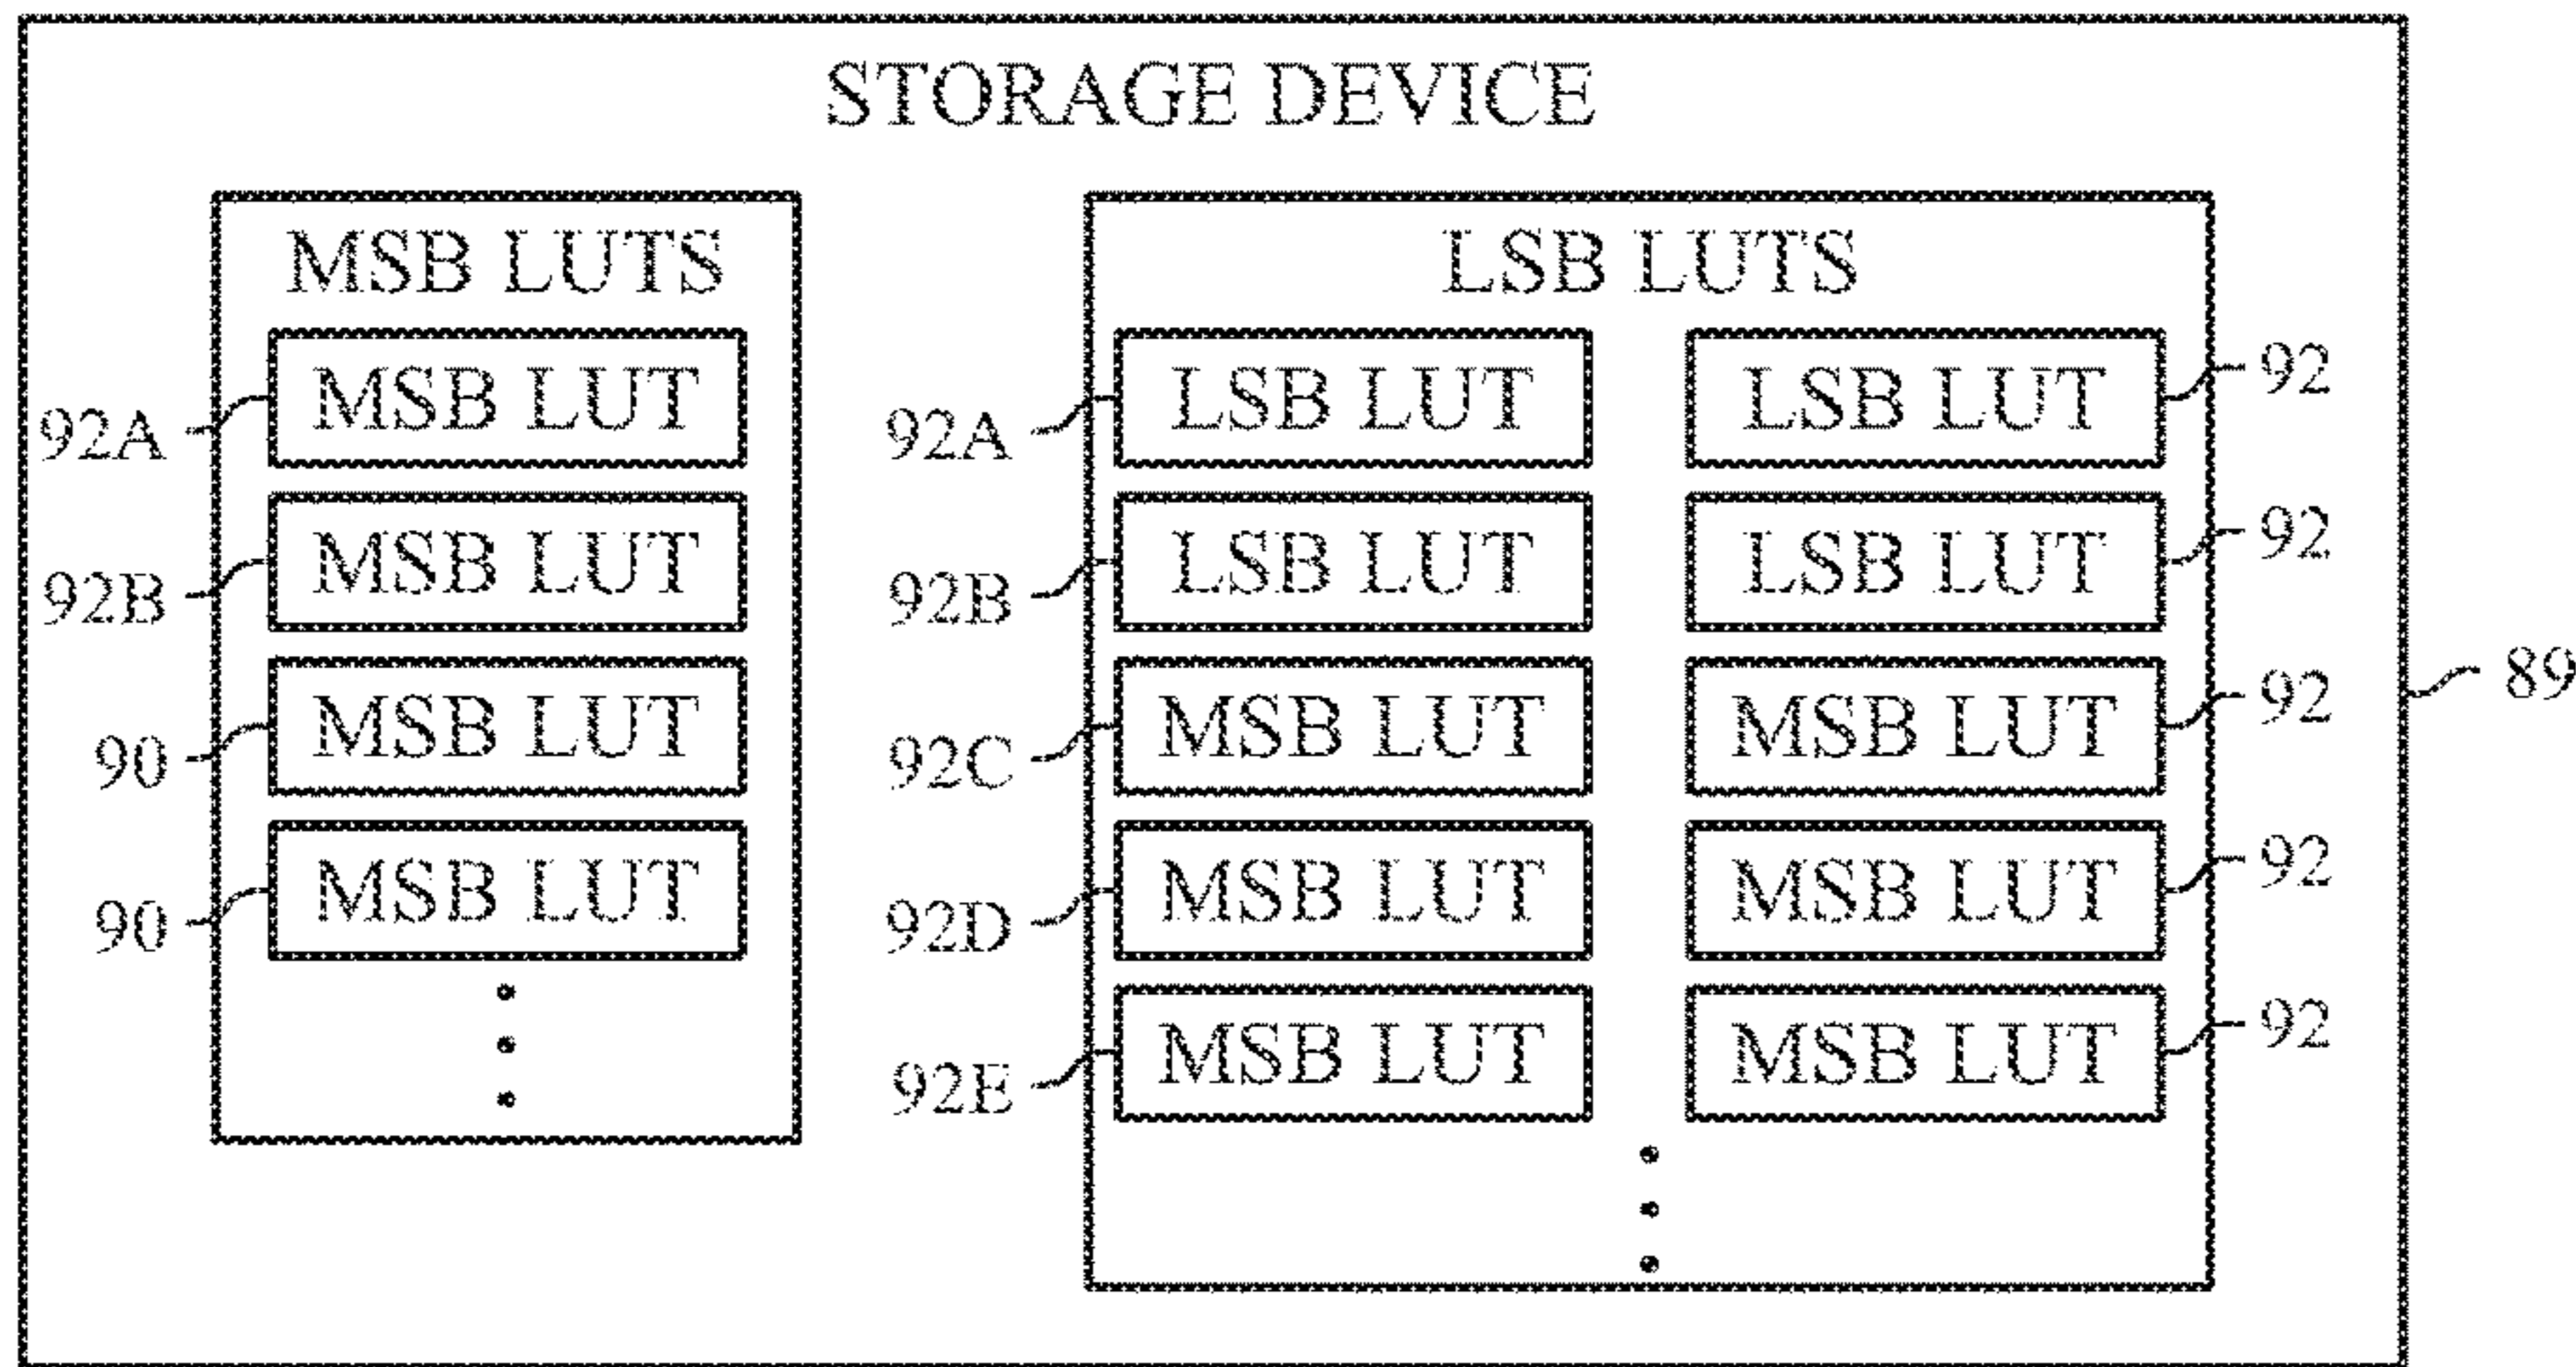 STORAGE DEVICE
MSB LUTS
92A MSB LUT
92B MSB LUT
90 MSB LUT
90 MSB LUT
LSB LUTS
92A LSB LUT LSB LUT 92
92B LSB LUT LSB LUT 92
92C MSB LUT MSB LUT 92
92D MSB LUT MSB LUT 92
92E MSB LUT MSB LUT 92
89